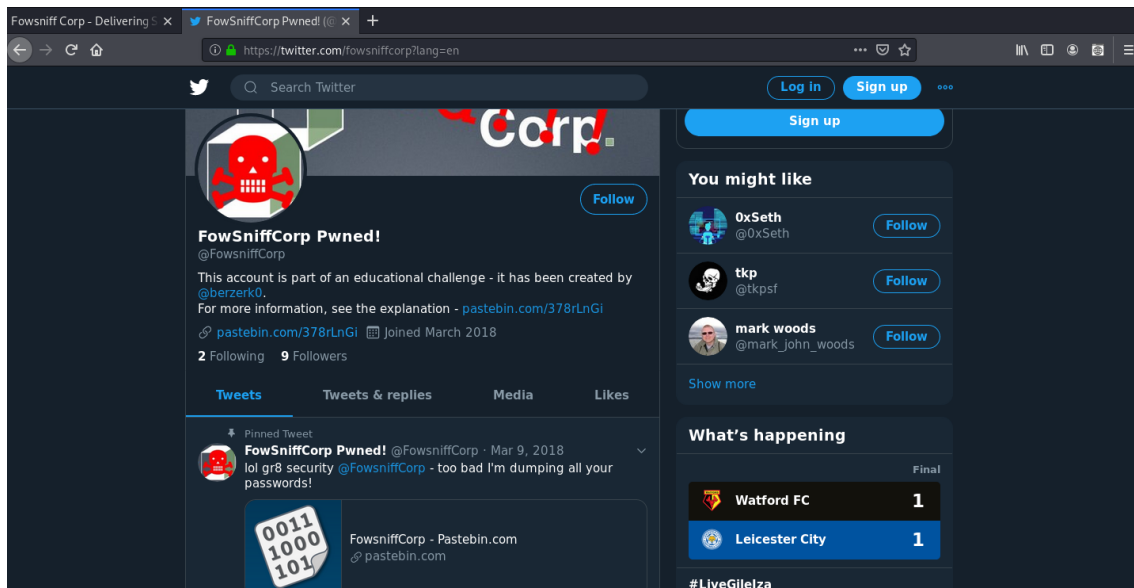 Fowsniff Corp - Delivering S
FowSniffCorp Pwned! (@
https://twitter.com/fowsniffcorp?lang=en
Search Twitter
Log in
Sign up
Corp.
Sign up
Follow
FowSniffCorp Pwned!
@FowsniffCorp
This account is part of an educational challenge - it has been created by
@berzerk0.
For more information, see the explanation - pastebin.com/378rLnGi
pastebin.com/378rLnGi Joined March 2018
2 Following 9 Followers
Tweets Tweets & replies Media Likes
Pinned Tweet
FowSniffCorp Pwned! @FowsniffCorp · Mar 9, 2018
lol gr8 security @FowsniffCorp - too bad I'm dumping all your
passwords!
0011
1000
101
FowsniffCorp - Pastebin.com
pastebin.com
You might like
0xSeth
@0xSeth
Follow
tkp
@tkpsf
Follow
mark woods
@mark_john_woods
Follow
Show more
What's happening
Final
Watford FC 1
Leicester City 1
#LiveGileIza